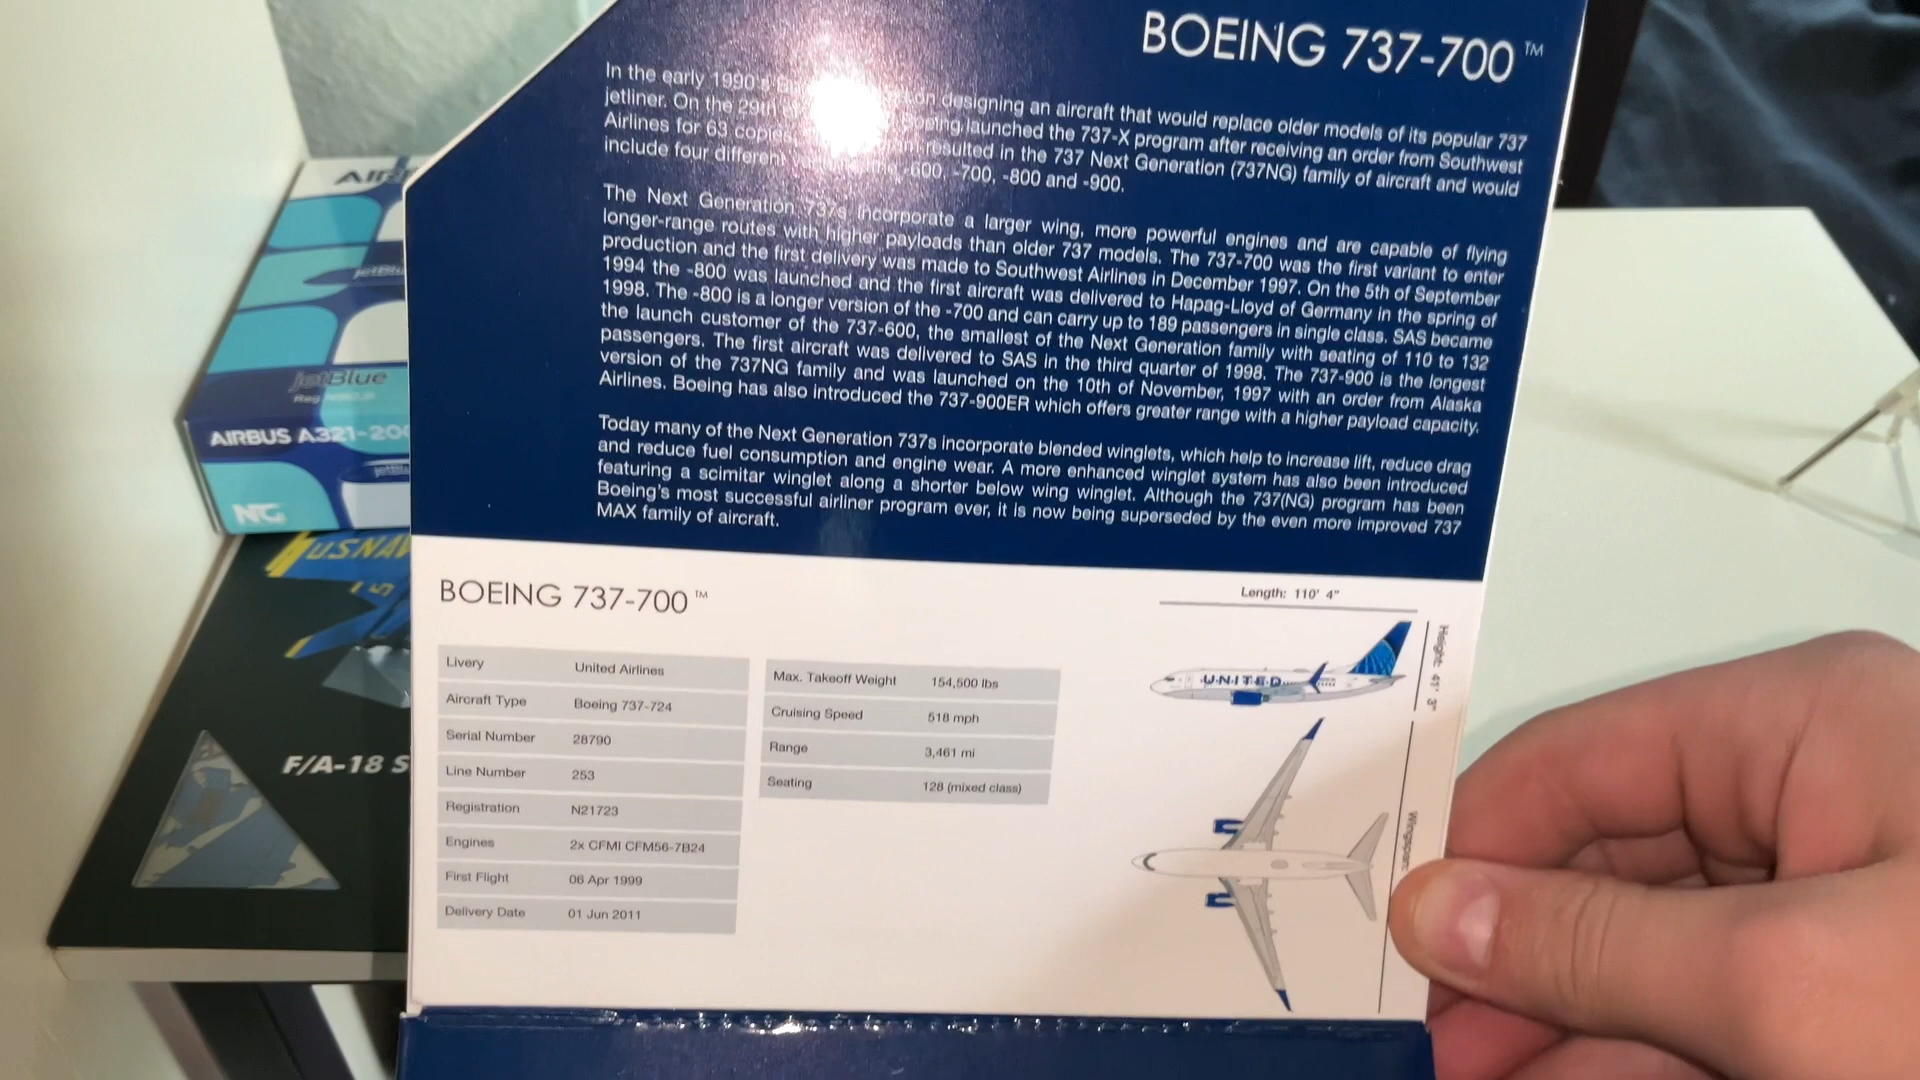 BOEING 737-700™
In the early 1990's on designing an aircraft that would replace older models of its popular 737
jetliner. On the 29th of launched the 737-X program after receiving an order from Southwest
Airlines for 63 copies. resulted in the 737 Next Generation (737NG) family of aircraft and would
include four different -600, -700, -800 and -900.
The Next Generation 737s incorporate a larger wing, more powerful engines and are capable of flying
longer-range routes with higher payloads than older 737 models. The 737-700 was the first variant to enter
production and the first delivery was made to Southwest Airlines in December 1997. On the 5th of September
1994 the -800 was launched and the first aircraft was delivered to Hapag-Lloyd of Germany in the spring of
1998. The -800 is a longer version of the -700 and can carry up to 189 passengers in single class. SAS became
the launch customer of the 737-600, the smallest of the Next Generation family with seating of 110 to 132
passengers. The first aircraft was delivered to SAS in the third quarter of 1998. The 737-900 is the longest
version of the 737NG family and was launched on the 10th of November, 1997 with an order from Alaska
Airlines. Boeing has also introduced the 737-900ER which offers greater range with a higher payload capacity.
Today many of the Next Generation 737s incorporate blended winglets, which help to increase lift, reduce drag
and reduce fuel consumption and engine wear. A more enhanced winglet system has also been introduced
featuring a scimitar winglet along a shorter below wing winglet. Although the 737(NG) program has been
Boeing's most successful airliner program ever, it is now being superseded by the even more improved 737
MAX family of aircraft.
BOEING 737-700™
Livery United Airlines
Aircraft Type Boeing 737-724
Serial Number 28790
Line Number 253
Registration N21723
Engines 2x CFMI CFM56-7B24
First Flight 06 Apr 1999
Delivery Date 01 Jun 2011
Max. Takeoff Weight 154,500 lbs
Cruising Speed 518 mph
Range 3,461 mi
Seating 128 (mixed class)
Length: 110' 4"
Height: 41' 3"
UNITED
Wingspan:
jetBlue
jetBlue
Reg
AIRBUS A321-200
jetBlue
NG
U.S. NAVY
5
F/A-18 S